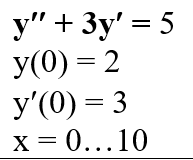 y″ + 3y′ = 5
y(0) = 2
y′(0) = 3
x = 0…10